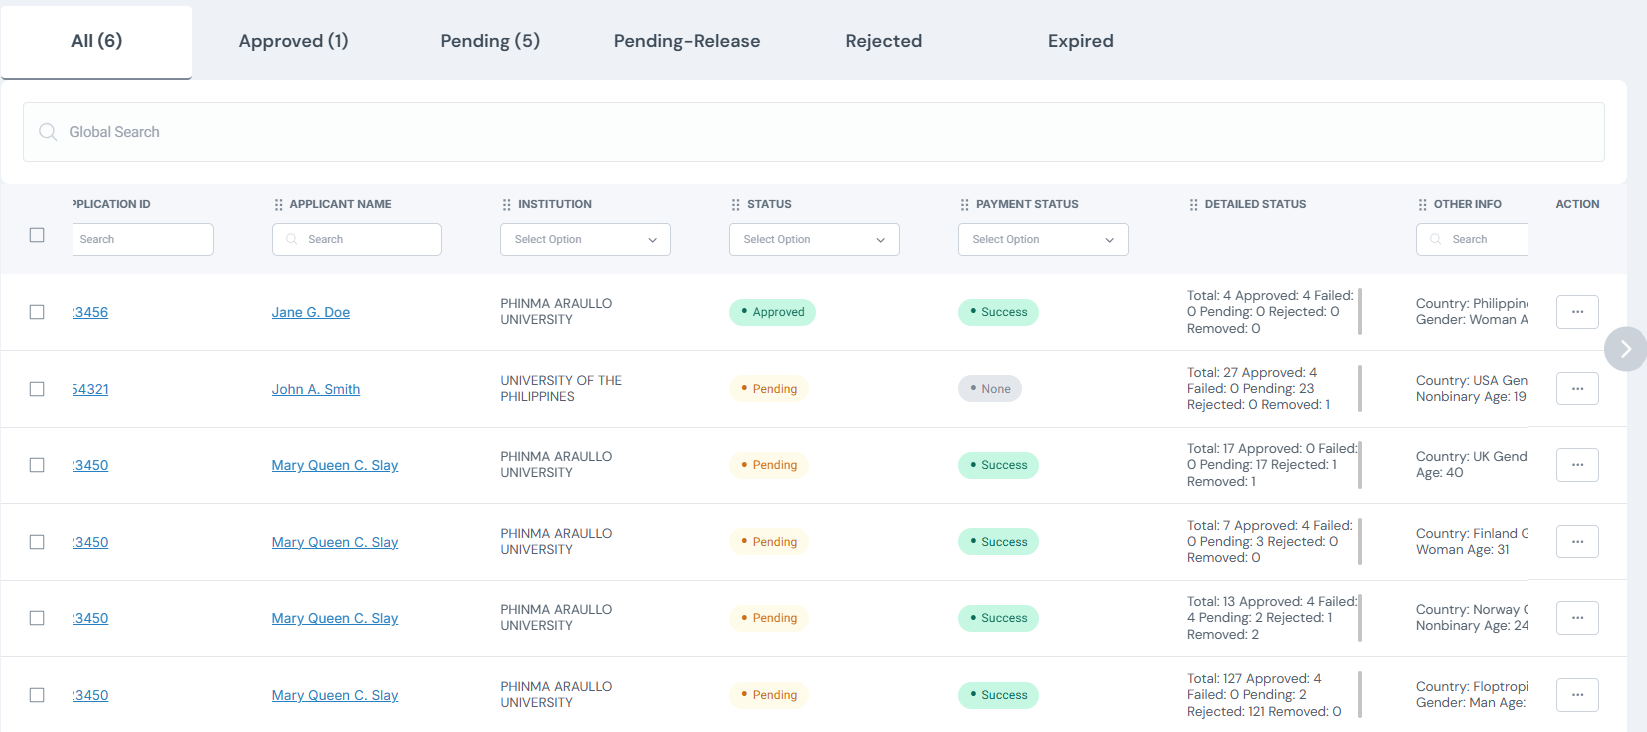 All (6) Approved (1) Pending (5) Pending-Release Rejected Expired
Global Search
PPLICATION ID APPLICANT NAME INSTITUTION STATUS PAYMENT STATUS DETAILED STATUS OTHER INFO ACTION
Search Search Select Option Select Option Select Option Search
23456 Jane G. Doe PHINMA ARAULLO UNIVERSITY • Approved • Success Total: 4 Approved: 4 Failed: 0 Pending: 0 Rejected: 0 Removed: 0 Country: Philippin Gender: Woman A ...
54321 John A. Smith UNIVERSITY OF THE PHILIPPINES • Pending • None Total: 27 Approved: 4 Failed: 0 Pending: 23 Rejected: 0 Removed: 1 Country: USA Gen Nonbinary Age: 19 ...
23450 Mary Queen C. Slay PHINMA ARAULLO UNIVERSITY • Pending • Success Total: 17 Approved: 0 Failed: 0 Pending: 17 Rejected: 1 Removed: 1 Country: UK Gend Age: 40 ...
23450 Mary Queen C. Slay PHINMA ARAULLO UNIVERSITY • Pending • Success Total: 7 Approved: 4 Failed: 0 Pending: 3 Rejected: 0 Removed: 0 Country: Finland G Woman Age: 31 ...
23450 Mary Queen C. Slay PHINMA ARAULLO UNIVERSITY • Pending • Success Total: 13 Approved: 4 Failed: 4 Pending: 2 Rejected: 1 Removed: 2 Country: Norway G Nonbinary Age: 24 ...
23450 Mary Queen C. Slay PHINMA ARAULLO UNIVERSITY • Pending • Success Total: 127 Approved: 4 Failed: 0 Pending: 2 Rejected: 121 Removed: 0 Country: Floptropi Gender: Man Age: ...